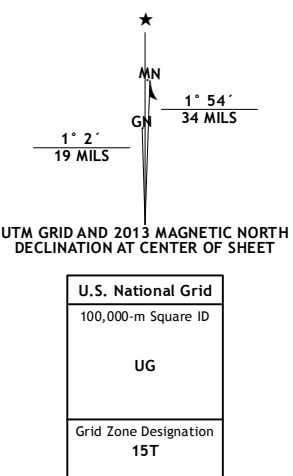 ★
MN
1° 54´
34 MILS
GN
1° 2´
19 MILS
UTM GRID AND 2013 MAGNETIC NORTH
DECLINATION AT CENTER OF SHEET
U.S. National Grid
100,000-m Square ID
UG
Grid Zone Designation
15T